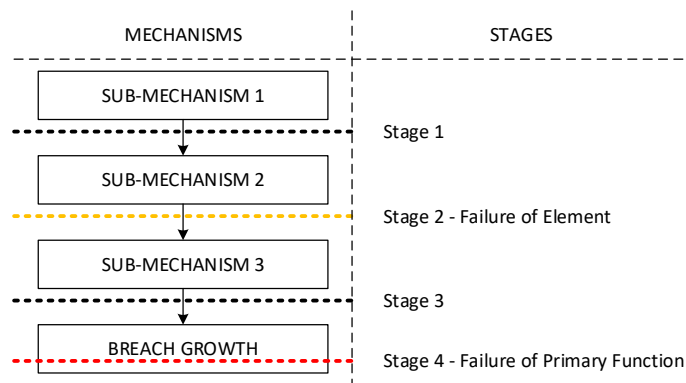 MECHANISMS
STAGES
SUB-MECHANISM 1
Stage 1
SUB-MECHANISM 2
Stage 2 - Failure of Element
SUB-MECHANISM 3
Stage 3
BREACH GROWTH
Stage 4 - Failure of Primary Function